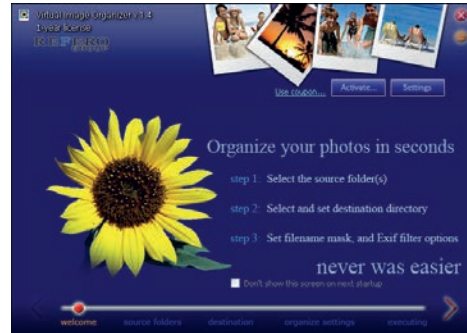 Virtual Image Organizer v.1.4
1-year license
REFERO
Use coupon...
Activate...
Settings
Organize your photos in seconds
step 1: Select the source folder(s)
step 2: Select and set destination directory
step 3: Set filename mask, and Exif filter options
never was easier
Don't show this screen on next startup
welcome
source folders
destination
organize settings
executing